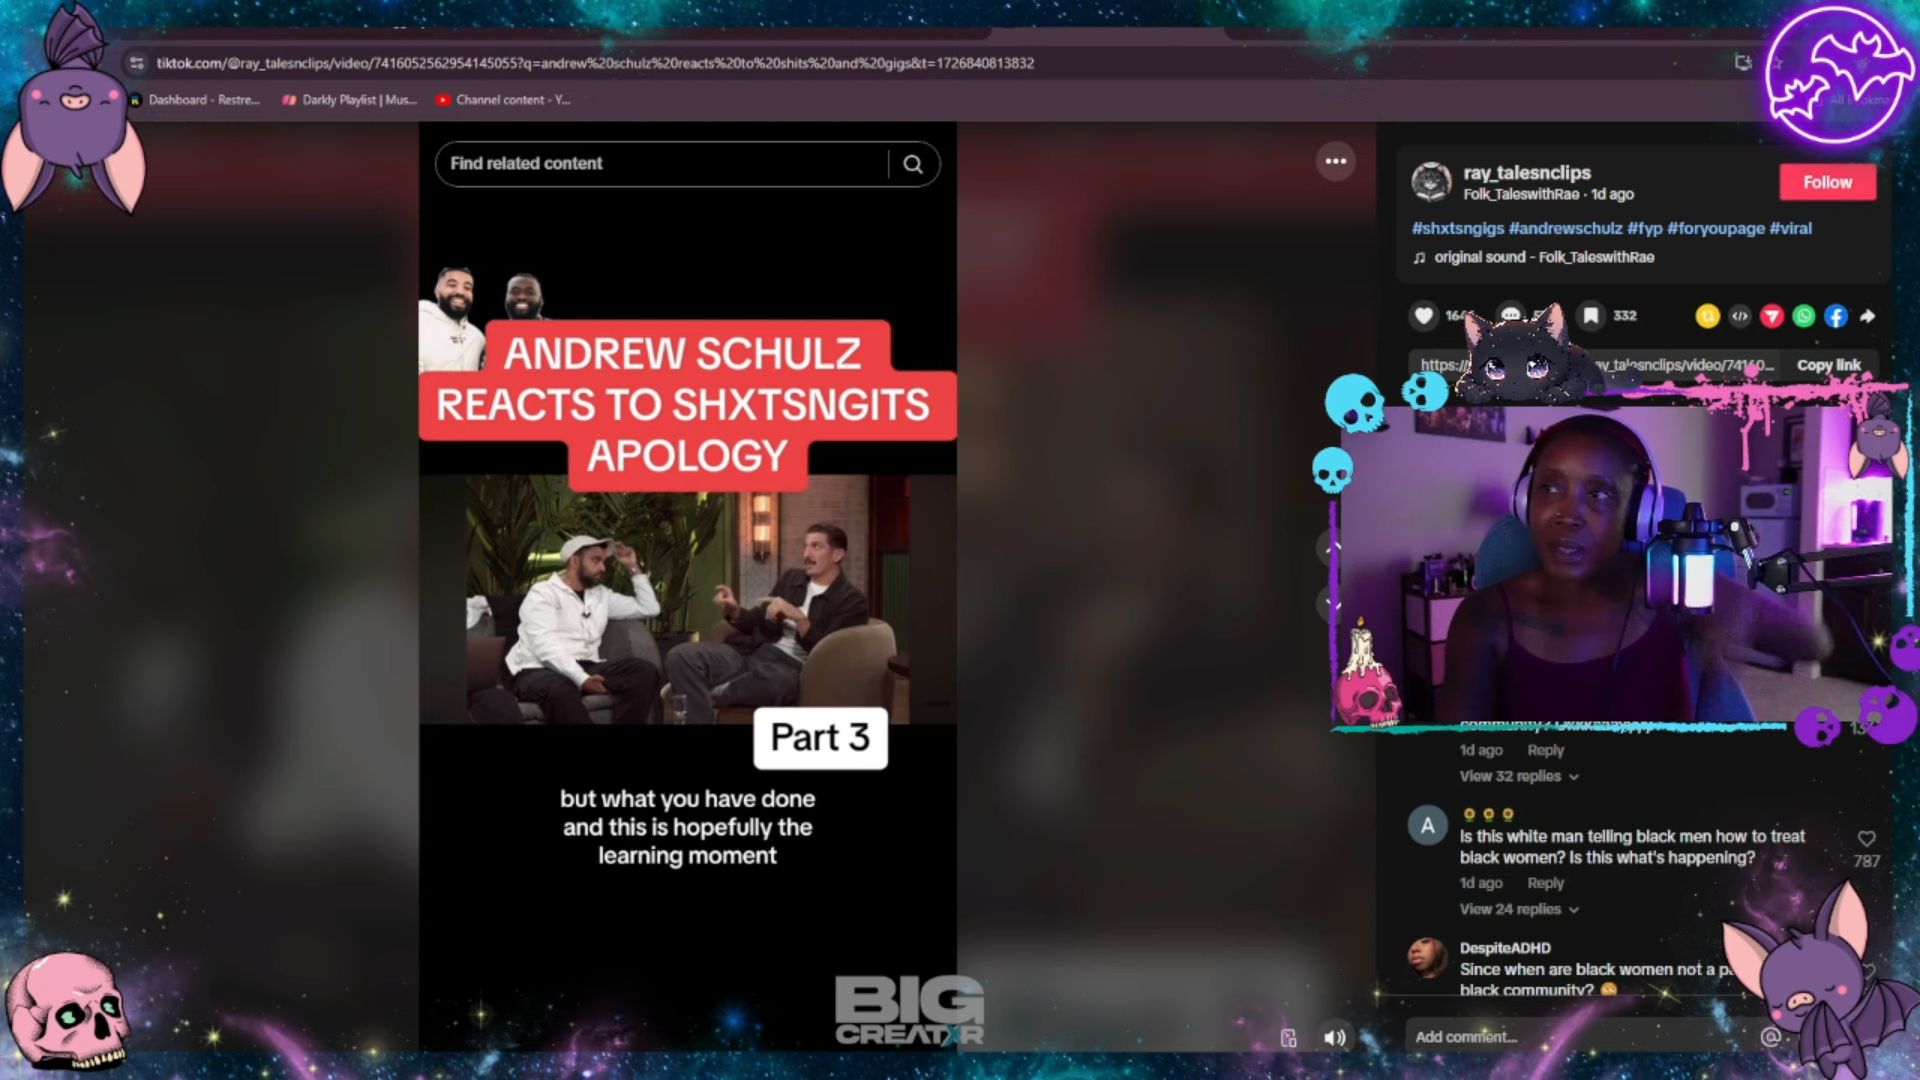 tiktok.com/@ray_talesnclips/video/7416052562954145055?q=andrew%20schulz%20reacts%20to%20shits%20and%20gigs&t=1726840813832
Dashboard - Restre...
Darkly Playlist | Mus...
Channel content - Y...
Find related content
ANDREW SCHULZ
REACTS TO SHXTSNGITS
APOLOGY
Part 3
but what you have done
and this is hopefully the
learning moment
BIG
CREATXR
ray_talesnclips
Folk_TaleswithRae · 1d ago
Follow
#shxtsngigs #andrewschulz #fyp #foryoupage #viral
original sound - Folk_TaleswithRae
332
Copy link
1d ago Reply
View 32 replies
A
Is this white man telling black men how to treat
black women? Is this what's happening?
787
1d ago Reply
View 24 replies
DespiteADHD
Since when are black women not a
black community?
Add comment...